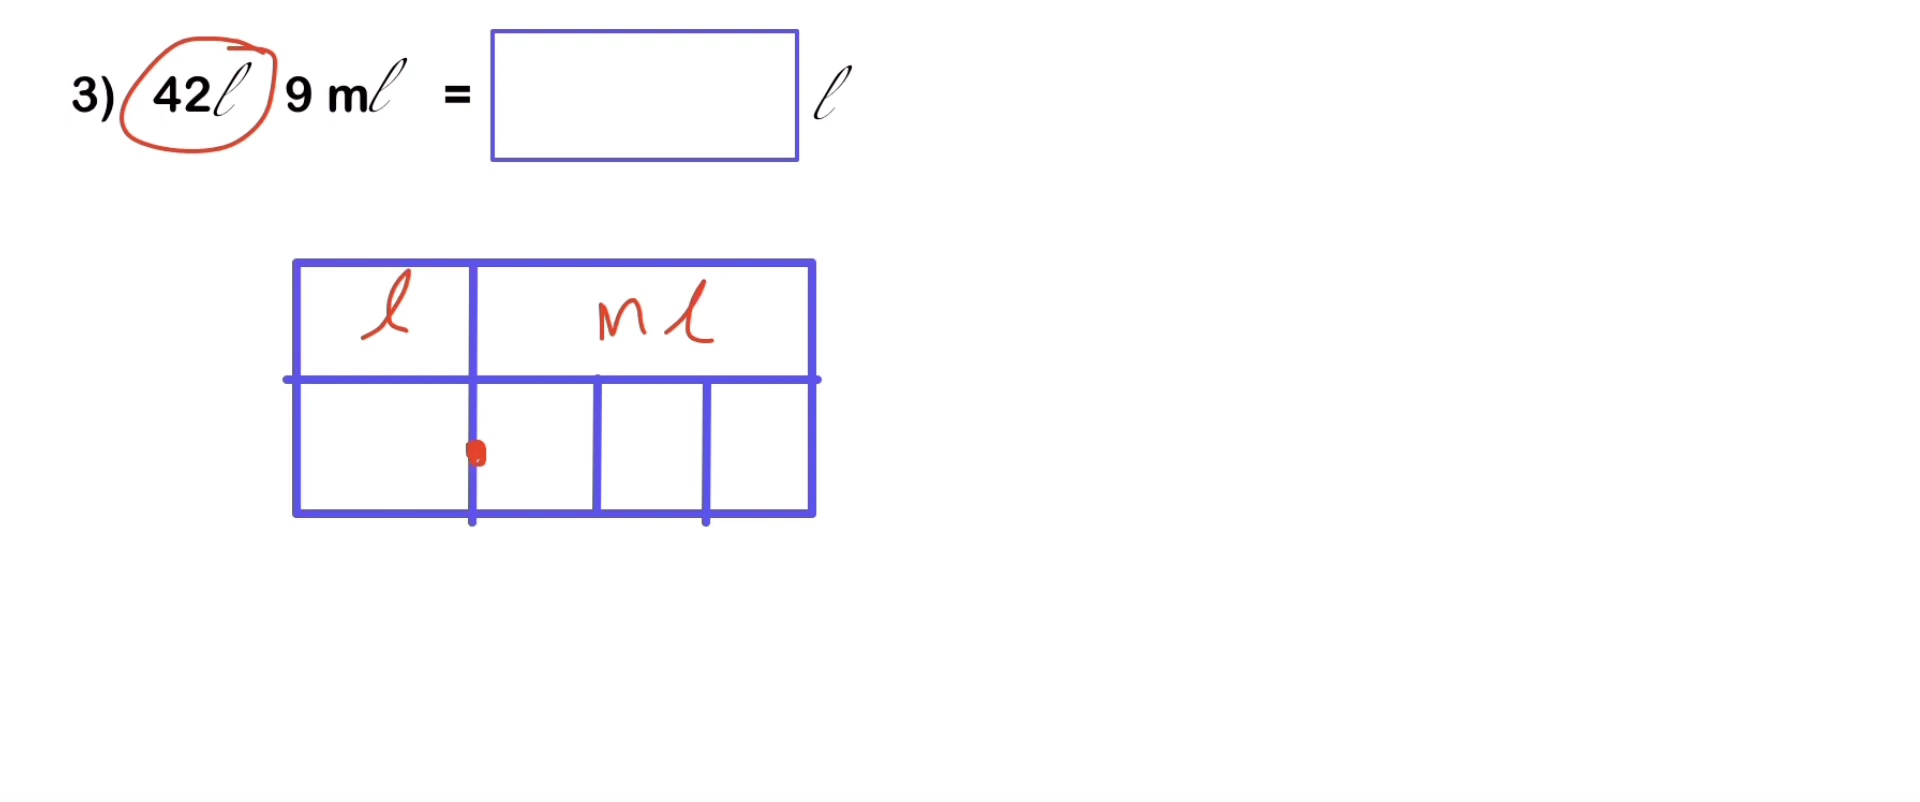 3) 42ℓ 9 mℓ = ℓ
ℓ mℓ